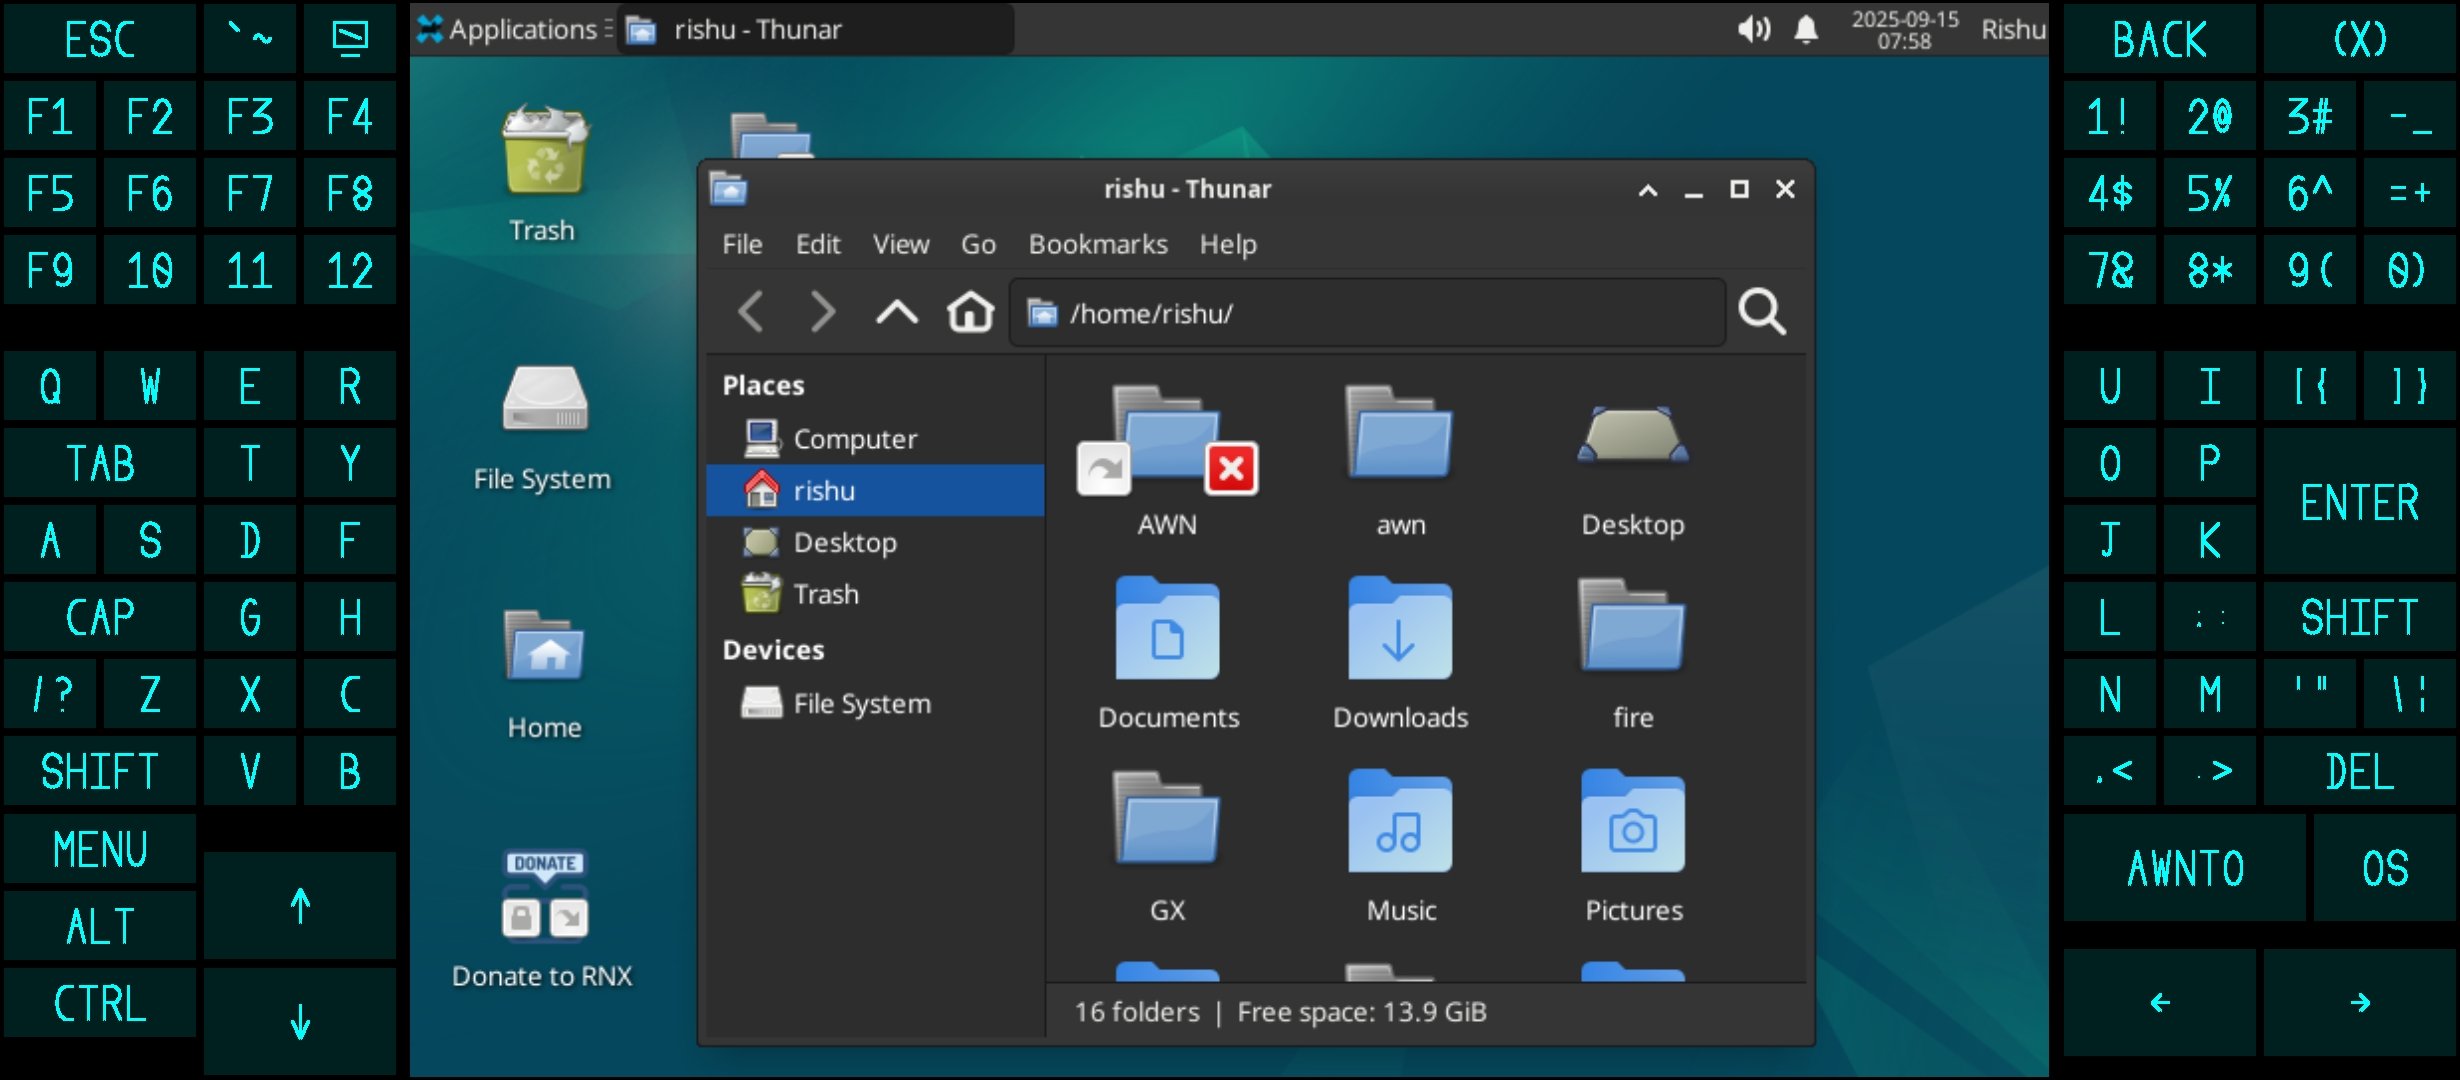 ESC `~
F1 F2 F3 F4
F5 F6 F7 F8
F9 10 11 12
Q W E R
TAB T Y
A S D F
CAP G H
/? Z X C
SHIFT V B
MENU
ALT ↑
CTRL ↓
Applications rishu - Thunar 2025-09-15 Rishu
07:58
Trash
File System
Home
DONATE
Donate to RNX
rishu - Thunar
File Edit View Go Bookmarks Help
/home/rishu/
Places
Computer
rishu
Desktop
Trash
Devices
File System
AWN awn Desktop
Documents Downloads fire
GX Music Pictures
16 folders | Free space: 13.9 GiB
BACK (X)
1! 2@ 3# -_
4$ 5% 6^ =+
7& 8* 9( 0)
U I [{ ]}
O P
ENTER
J K
L ;: SHIFT
N M '" \¦
,< .> DEL
AWNTO OS
← →